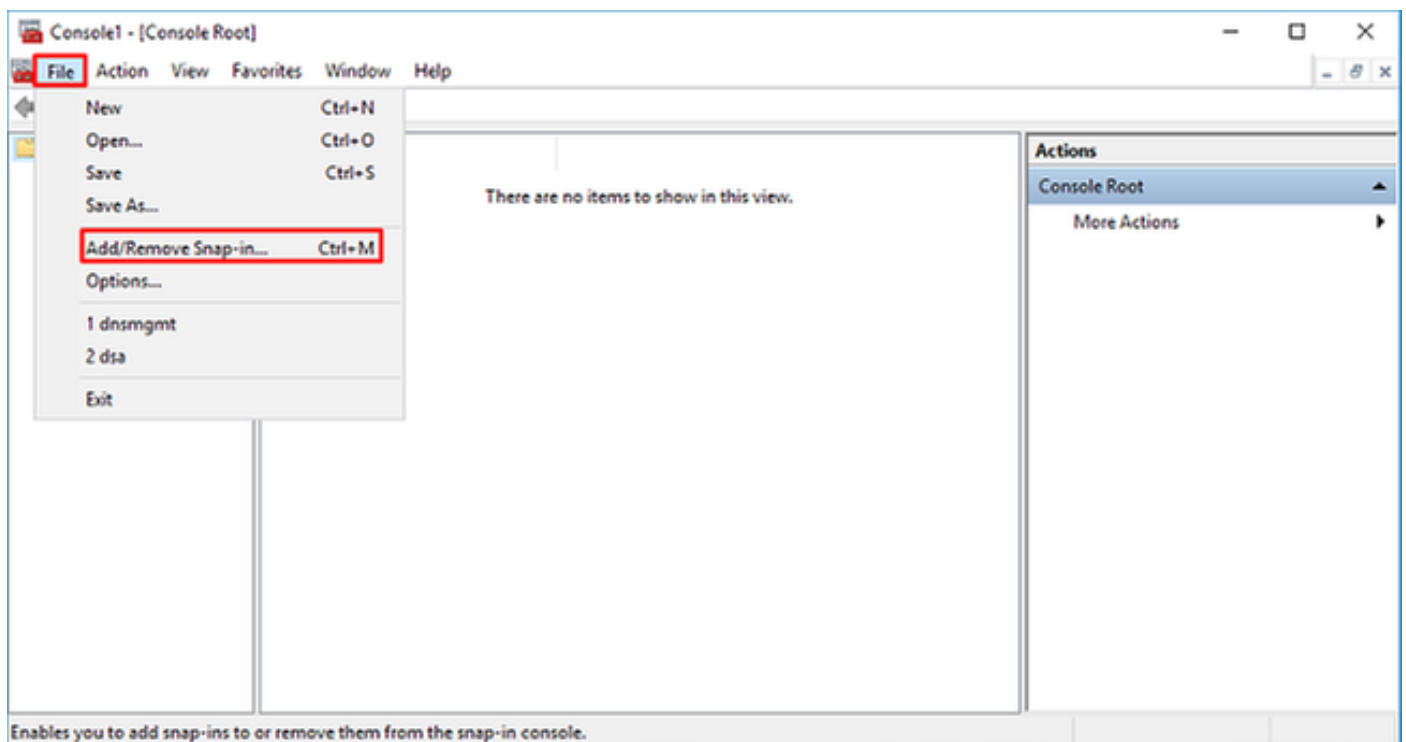 Console1 - [Console Root]
File Action View Favorites Window Help
New Ctrl+N
Open... Ctrl+O
Save Ctrl+S
Save As...
Add/Remove Snap-in... Ctrl+M
Options...
1 dnsmgmt
2 dsa
Exit
There are no items to show in this view.
Actions
Console Root
More Actions
Enables you to add snap-ins to or remove them from the snap-in console.